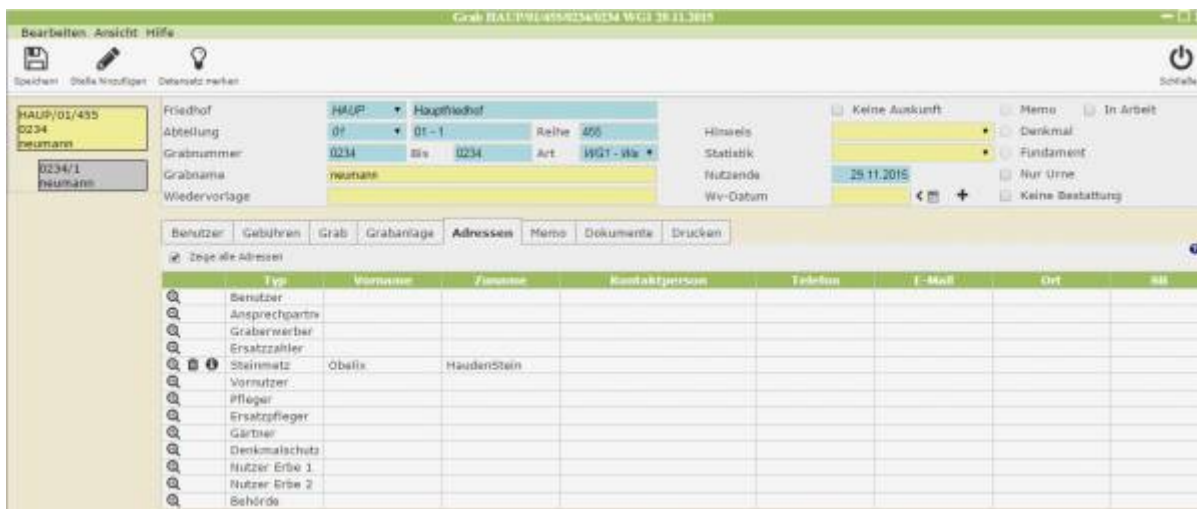 Grab HAUP/01/455/0234/0234 WG1 29.11.2015
Bearbeiten Ansicht Hilfe
Speichern Stelle hinzufügen Datensatz merken Schließe
HAUP/01/455
0234
neumann
0234/1
neumann
Friedhof HAUP Hauptfriedhof Keine Auskunft Memo In Arbeit
Abteilung 01 01 - 1 Reihe 455 Hinweis Denkmal
Grabnummer 0234 Bis 0234 Art WG1 - Wa Statistik Fundament
Grabname neumann Nutzende 29.11.2015 Nur Urne
Wiedervorlage Wv-Datum Keine Bestattung
Benutzer Gebühren Grab Grabanlage Adressen Memo Dokumente Drucken
Zeige alle Adressen
Typ Vorname Zuname Kontaktperson Telefon E-Mail Ort
Benutzer
Ansprechpartne
Graberwerber
Ersatzzahler
Steinmetz Obelix HaudenStein
Vornutzer
Pfleger
Ersatzpfleger
Gärtner
Denkmalschutz
Nutzer Erbe 1
Nutzer Erbe 2
Behörde